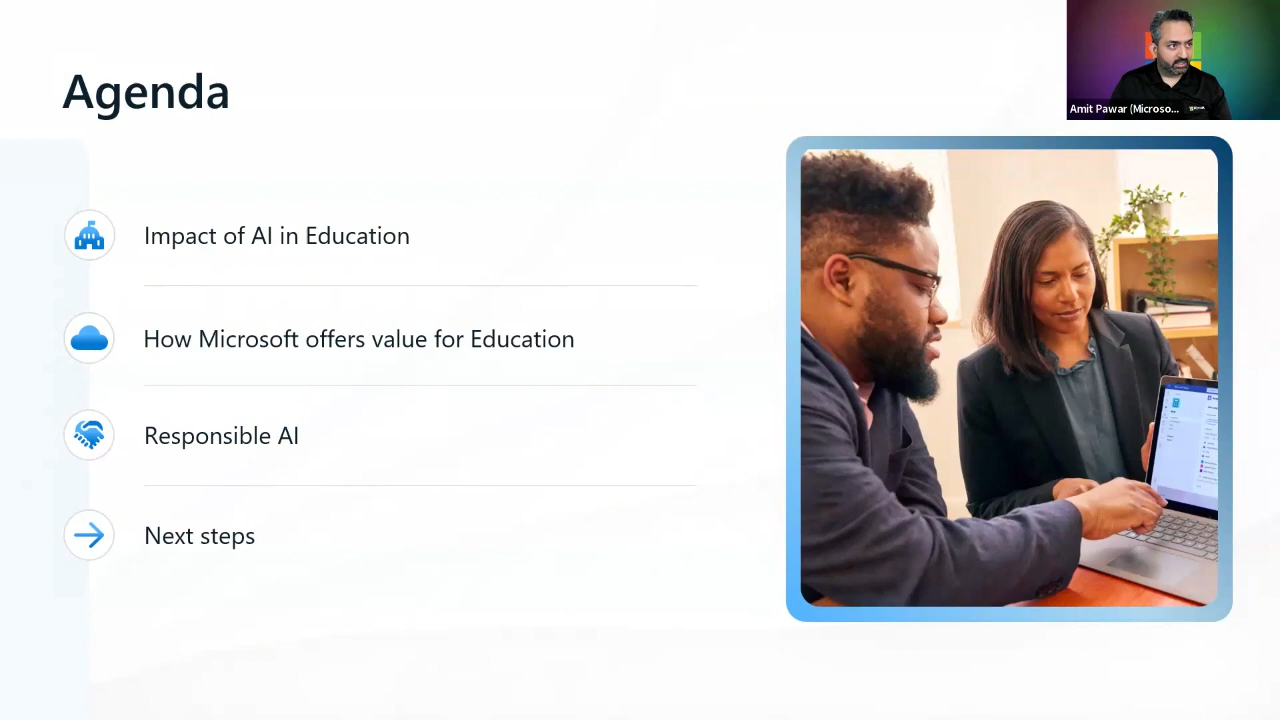 Agenda
Impact of AI in Education
How Microsoft offers value for Education
Responsible AI
Next steps
Amit Pawar (Microso...